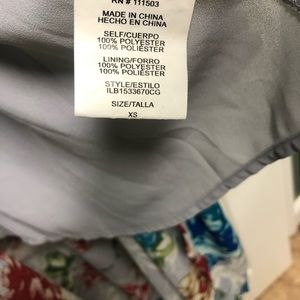 RN # 111503
MADE IN CHINA
HECHO EN CHINA
SELF/CUERPO
100% POLYESTER
100% POLIESTER
LINING/FORRO
100% POLYESTER
100% POLIESTER
STYLE/ESTILO
ILB1533670CG
SIZE/TALLA
XS